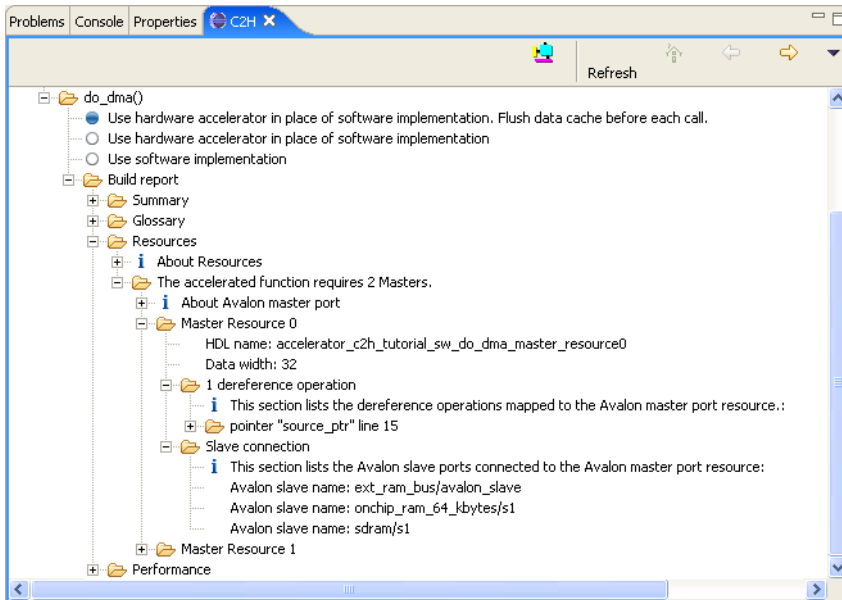 Problems Console Properties C2H
Refresh
do_dma()
Use hardware accelerator in place of software implementation. Flush data cache before each call.
Use hardware accelerator in place of software implementation
Use software implementation
Build report
Summary
Glossary
Resources
About Resources
The accelerated function requires 2 Masters.
About Avalon master port
Master Resource 0
HDL name: accelerator_c2h_tutorial_sw_do_dma_master_resource0
Data width: 32
1 dereference operation
This section lists the dereference operations mapped to the Avalon master port resource.:
pointer "source_ptr" line 15
Slave connection
This section lists the Avalon slave ports connected to the Avalon master port resource:
Avalon slave name: ext_ram_bus/avalon_slave
Avalon slave name: onchip_ram_64_kbytes/s1
Avalon slave name: sdram/s1
Master Resource 1
Performance